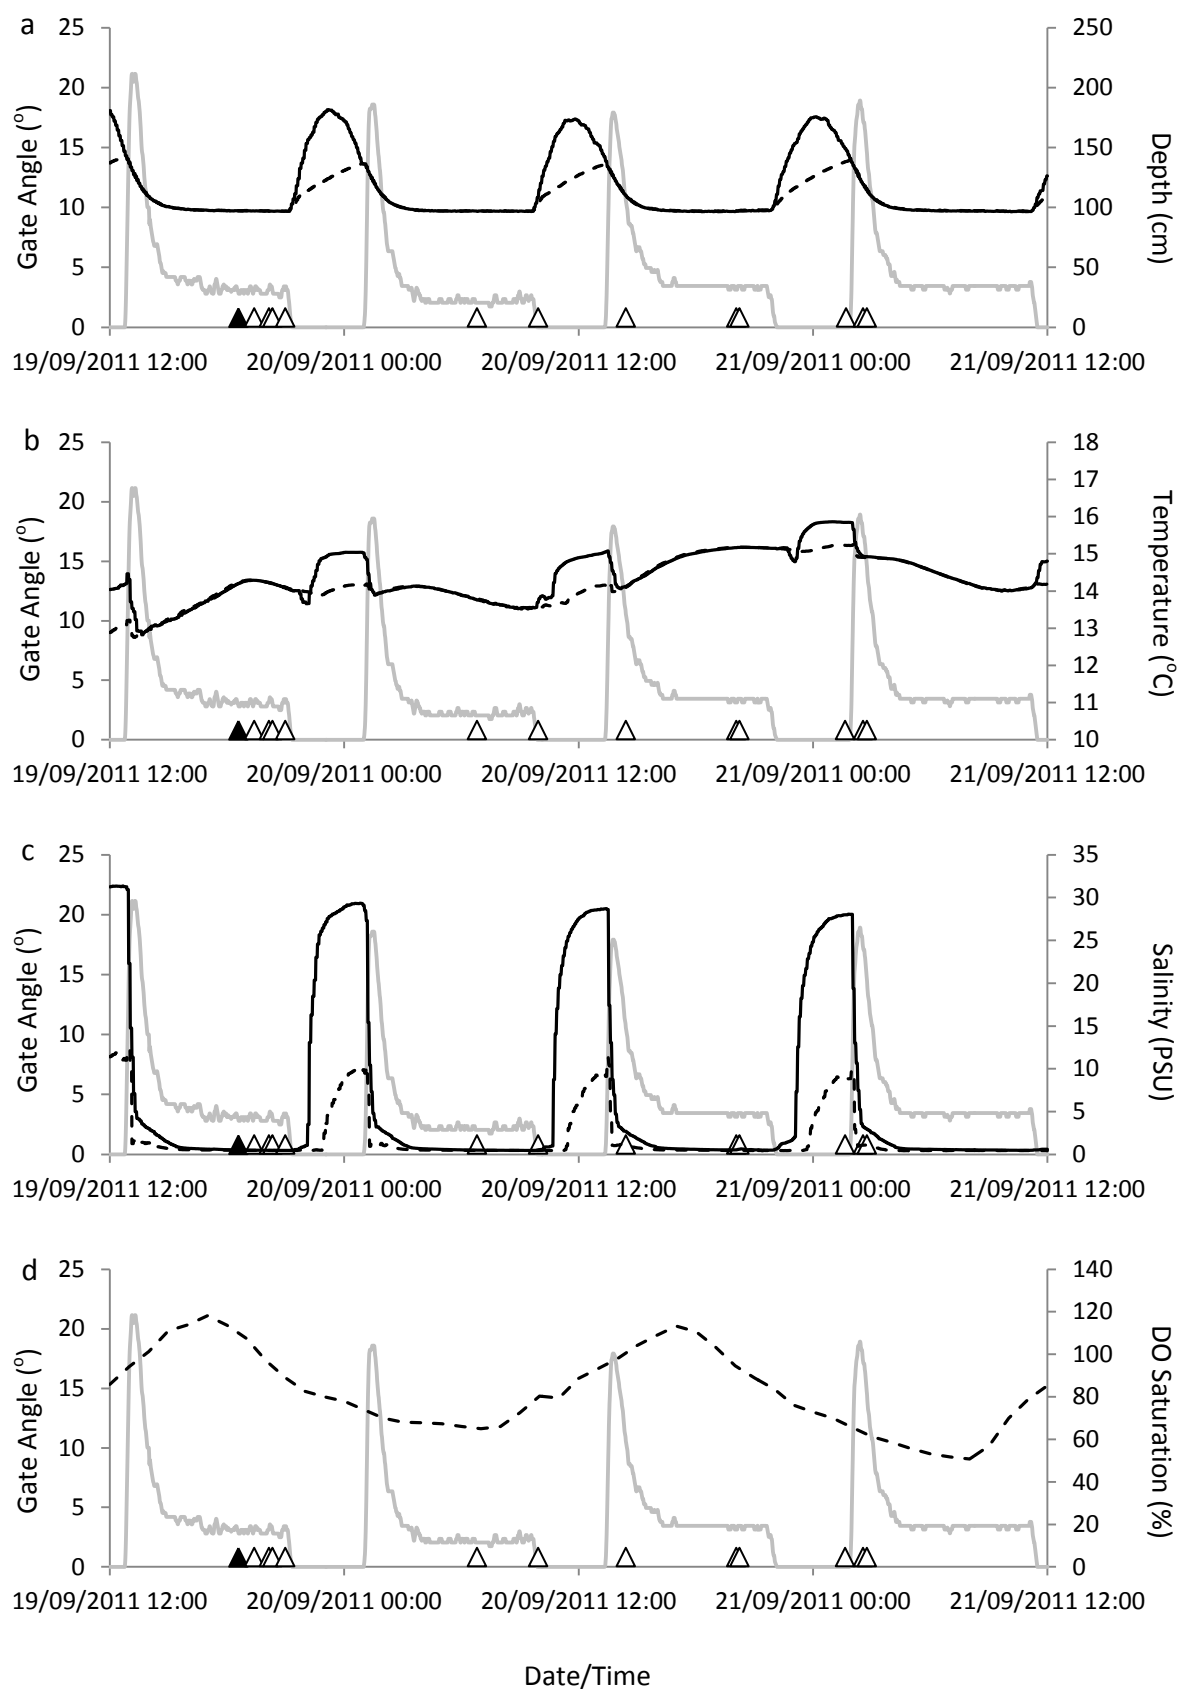 a
25 250
20 200
15 150
10 100
5 50
0 0
Gate Angle (°)
Depth (cm)
19/09/2011 12:00 20/09/2011 00:00 20/09/2011 12:00 21/09/2011 00:00 21/09/2011 12:00
b
25 18
17
20 16
15 15
14
10 13
12
5 11
0 10
Gate Angle (°)
Temperature (°C)
19/09/2011 12:00 20/09/2011 00:00 20/09/2011 12:00 21/09/2011 00:00 21/09/2011 12:00
c
25 35
30
20 25
15 20
10 15
10
5 5
0 0
Gate Angle (°)
Salinity (PSU)
19/09/2011 12:00 20/09/2011 00:00 20/09/2011 12:00 21/09/2011 00:00 21/09/2011 12:00
d
25 140
20 120
100
15 80
10 60
40
5 20
0 0
Gate Angle (°)
DO Saturation (%)
19/09/2011 12:00 20/09/2011 00:00 20/09/2011 12:00 21/09/2011 00:00 21/09/2011 12:00
Date/Time